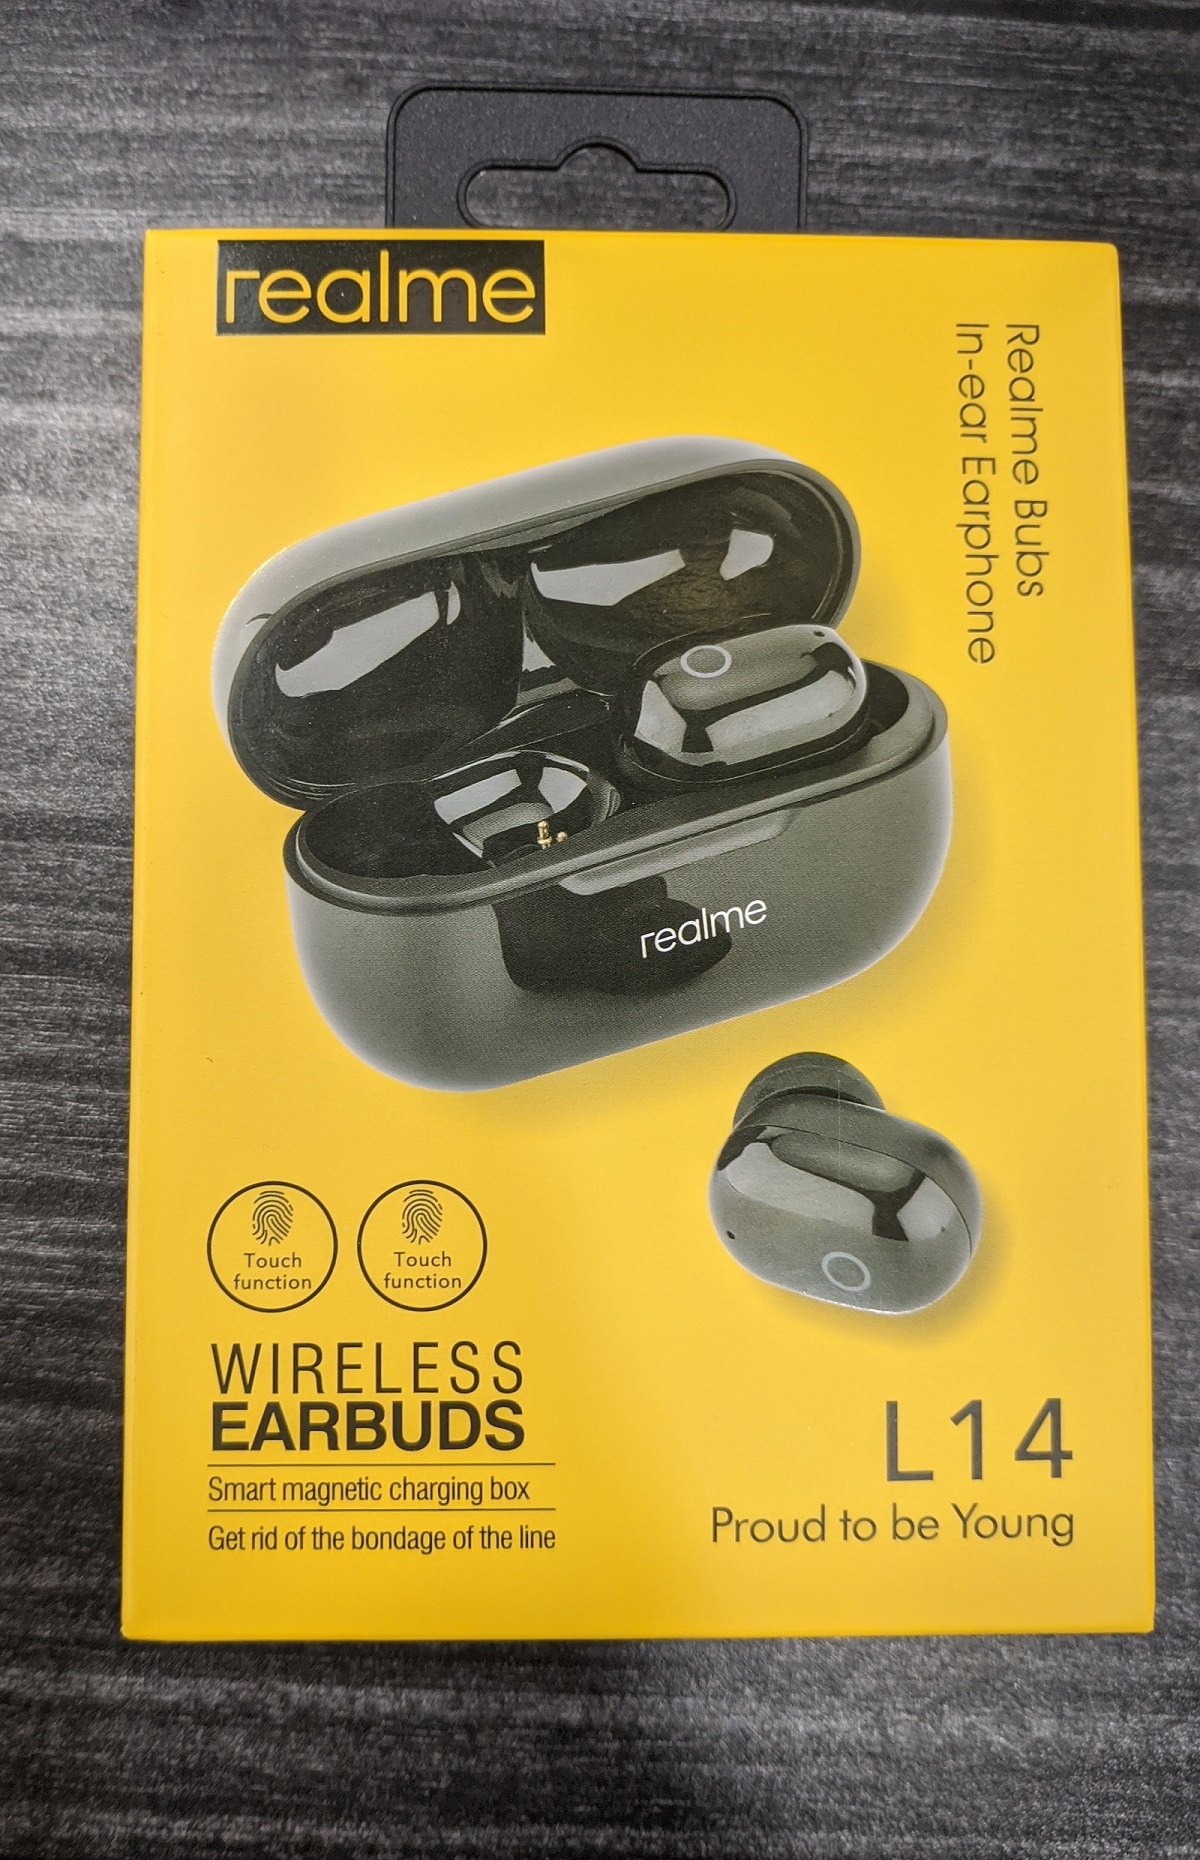 realme
Realme Bubs
In-ear Earphone
realme
Touch
function
Touch
function
WIRELESS
EARBUDS
Smart magnetic charging box
Get rid of the bondage of the line
L14
Proud to be Young